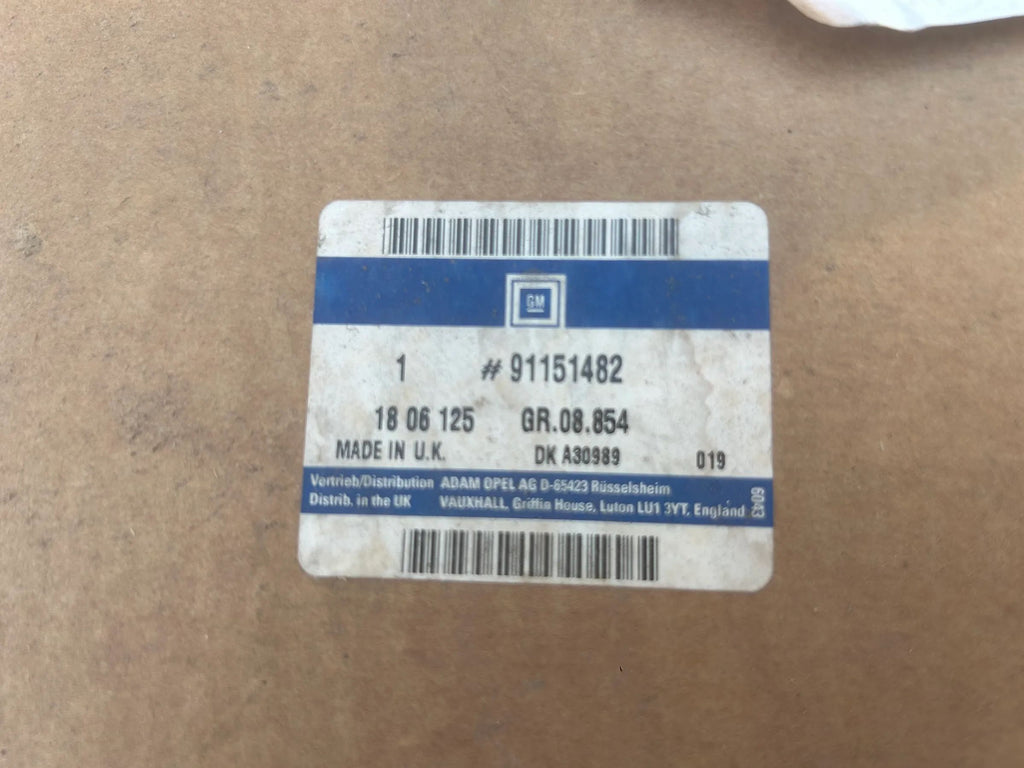 GM
1 # 91151482
18 06 125 GR.08.854
MADE IN U.K. DK A30989 019
Vertrieb/Distribution ADAM OPEL AG D-65423 Rüsselsheim
Distrib. in the UK VAUXHALL, Griffin House, Luton LU1 3YT, England